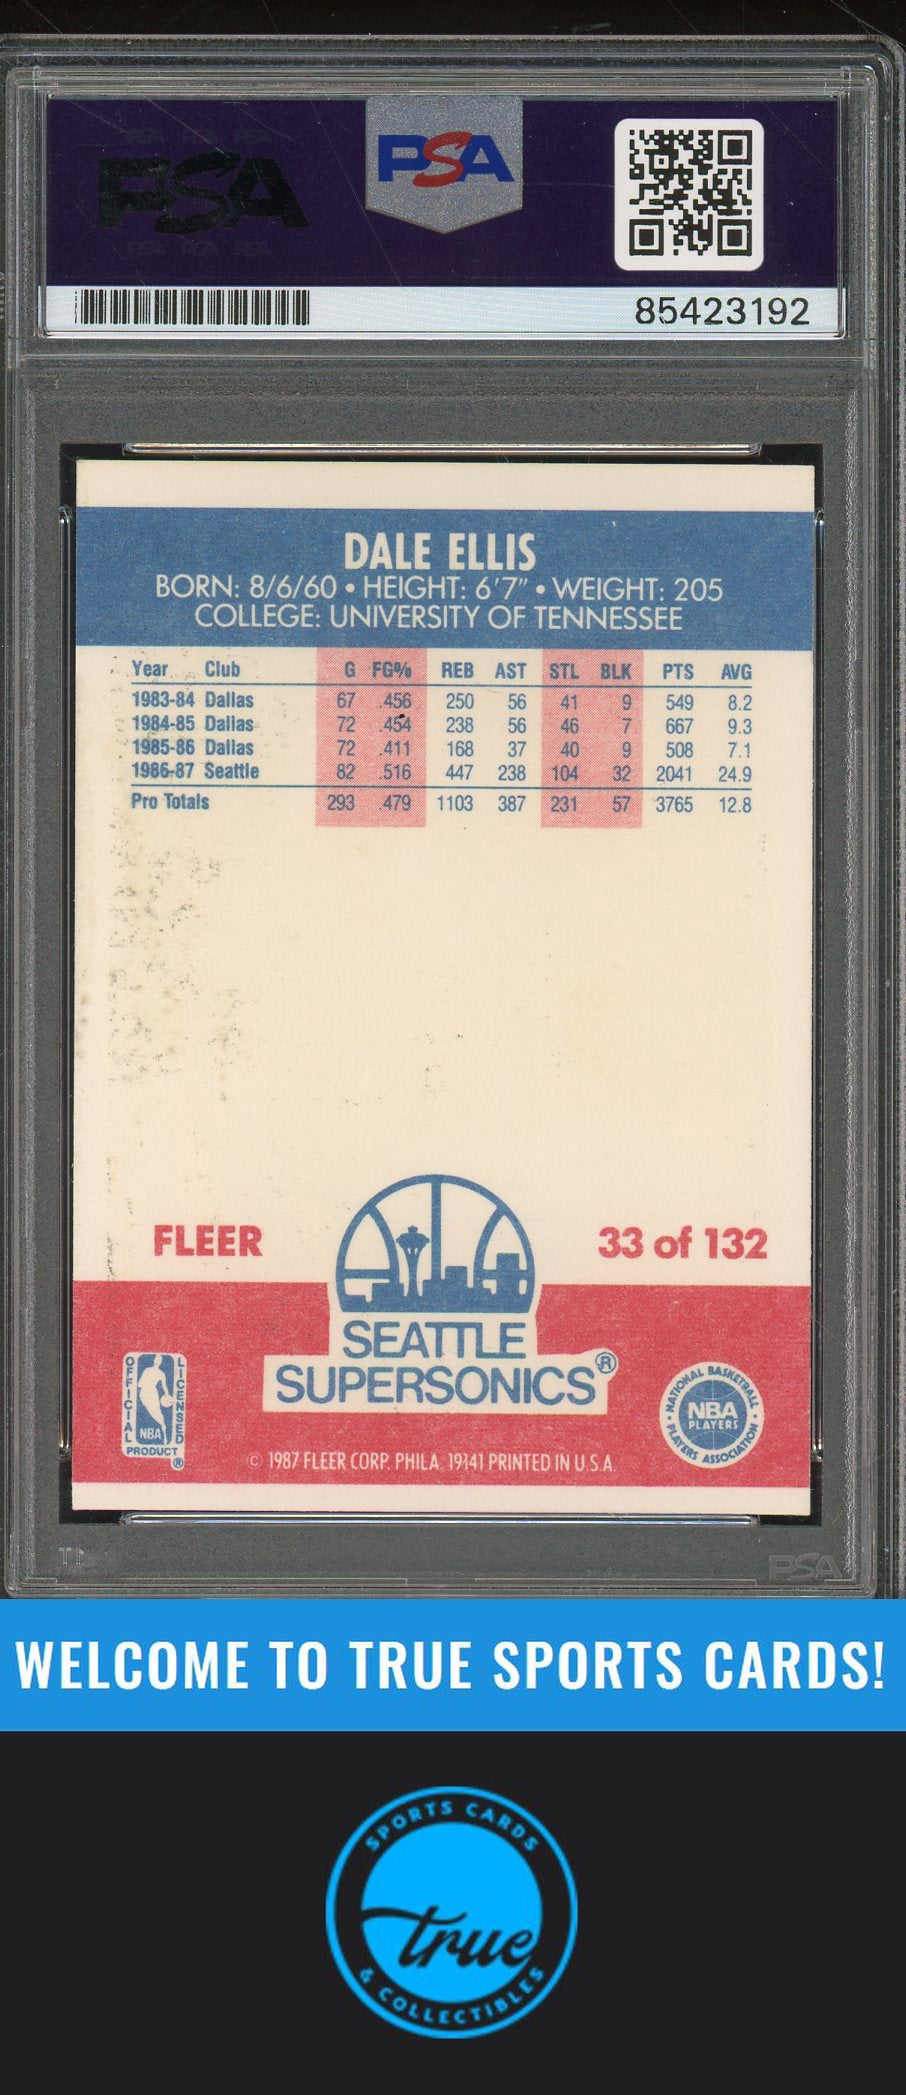 PSA
PSA
85423192
DALE ELLIS
BORN: 8/6/60 • HEIGHT: 6'7" • WEIGHT: 205
COLLEGE: UNIVERSITY OF TENNESSEE
Year Club G FG% REB AST STL BLK PTS AVG
1983-84 Dallas 67 .456 250 56 41 9 549 8.2
1984-85 Dallas 72 .454 238 56 46 7 667 9.3
1985-86 Dallas 72 .411 168 37 40 9 508 7.1
1986-87 Seattle 82 .516 447 238 104 32 2041 24.9
Pro Totals 293 .479 1103 387 231 57 3765 12.8
FLEER
33 of 132
SEATTLE
SUPERSONICS®
OFFICIAL LICENSED
NBA
PRODUCT
®
• NATIONAL BASKETBALL •
NBA
PLAYERS
PLAYERS ASSOCIATION
© 1987 FLEER CORP. PHILA. 19141 PRINTED IN U.S.A.
PSA
WELCOME TO TRUE SPORTS CARDS!
SPORTS CARDS
true
& COLLECTIBLES